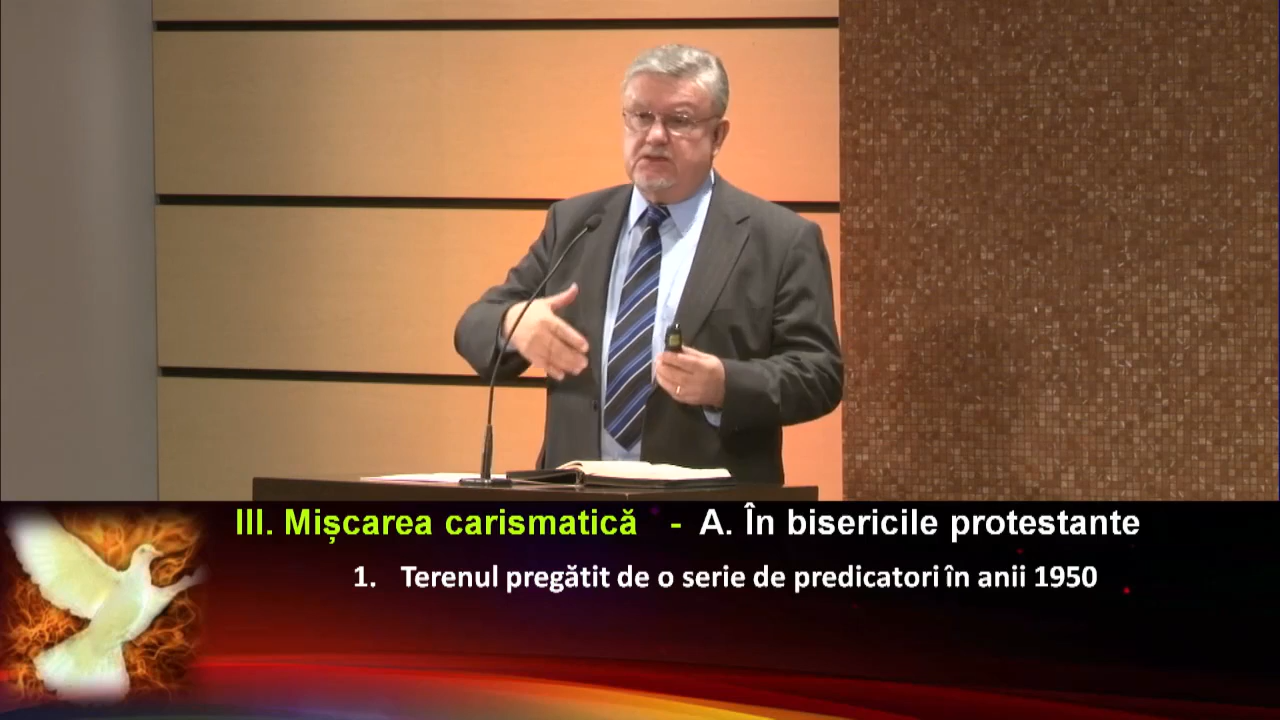 III. Mișcarea carismatică - A. În bisericile protestante
1. Terenul pregătit de o serie de predicatori în anii 1950